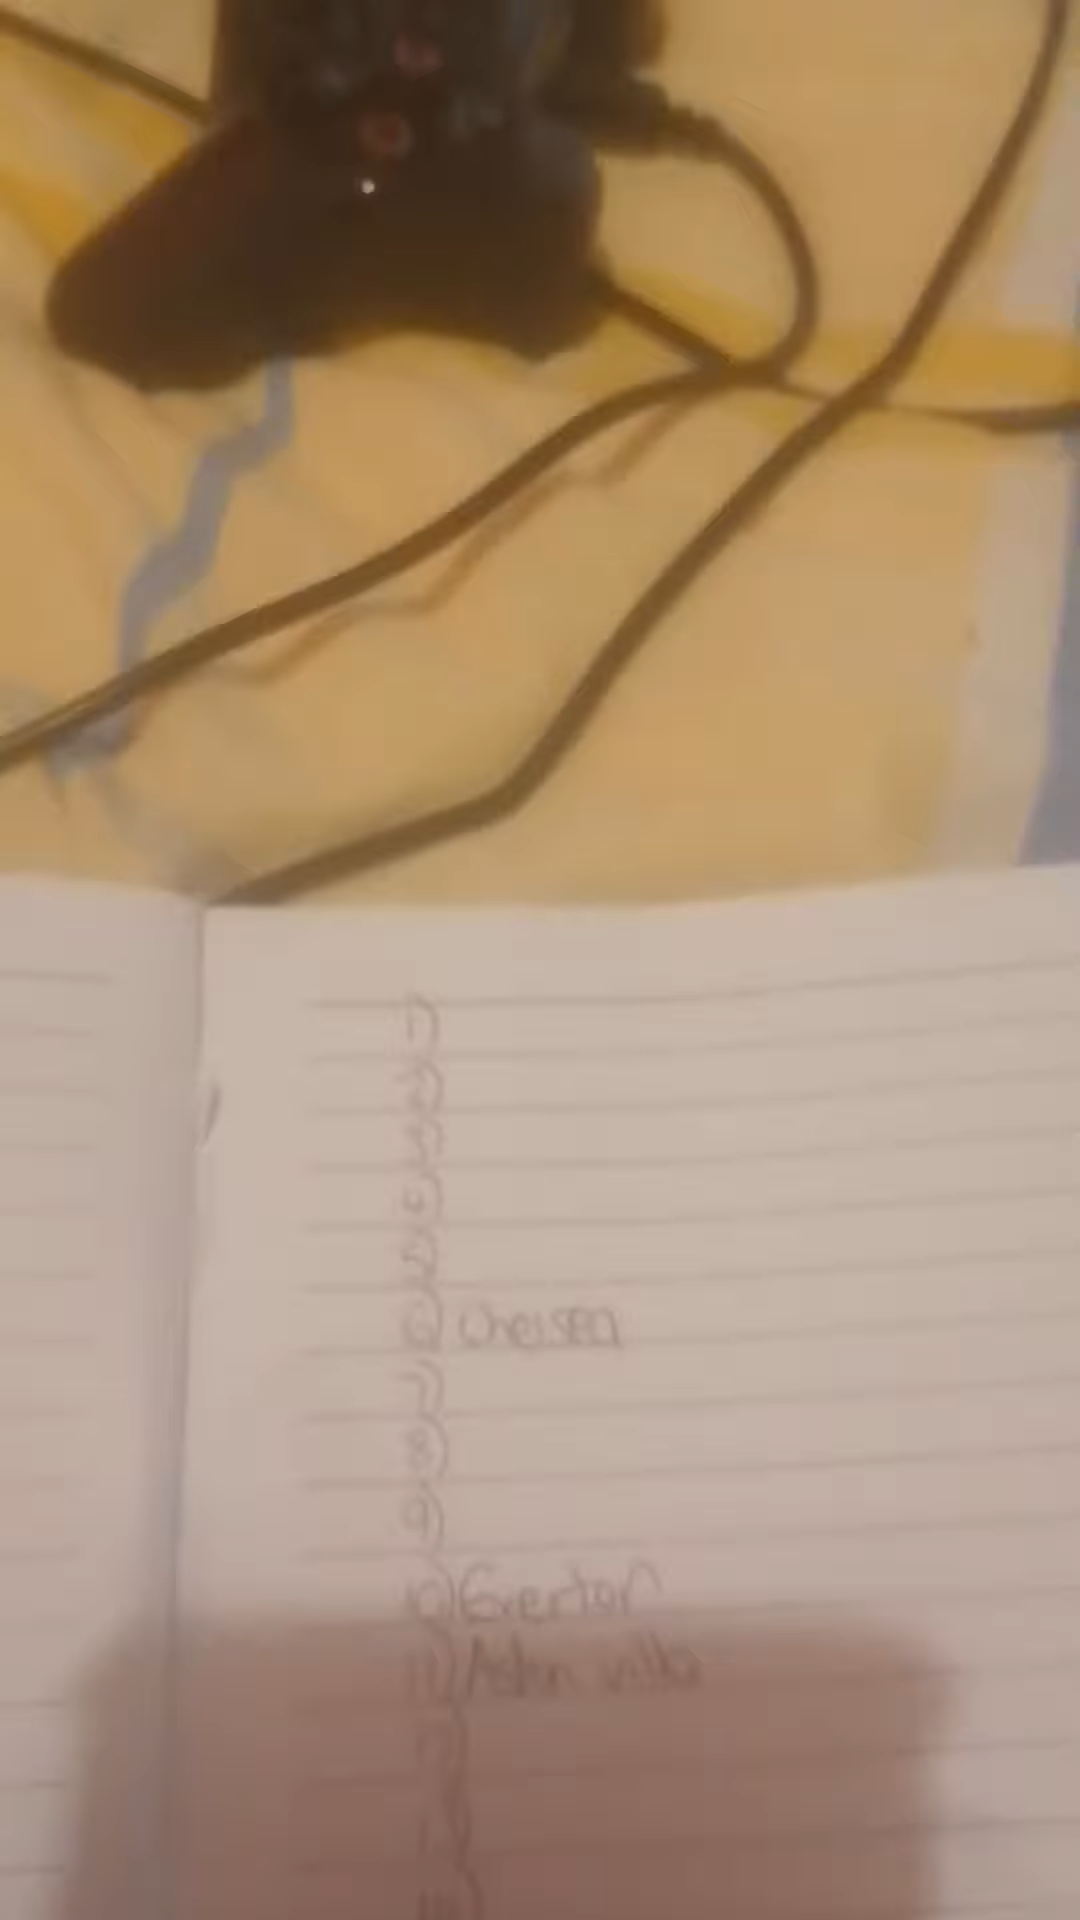 1)
2)
3)
4)
5)
6) Chelsea
7)
8)
9)
10) Everton
11) Aston villa